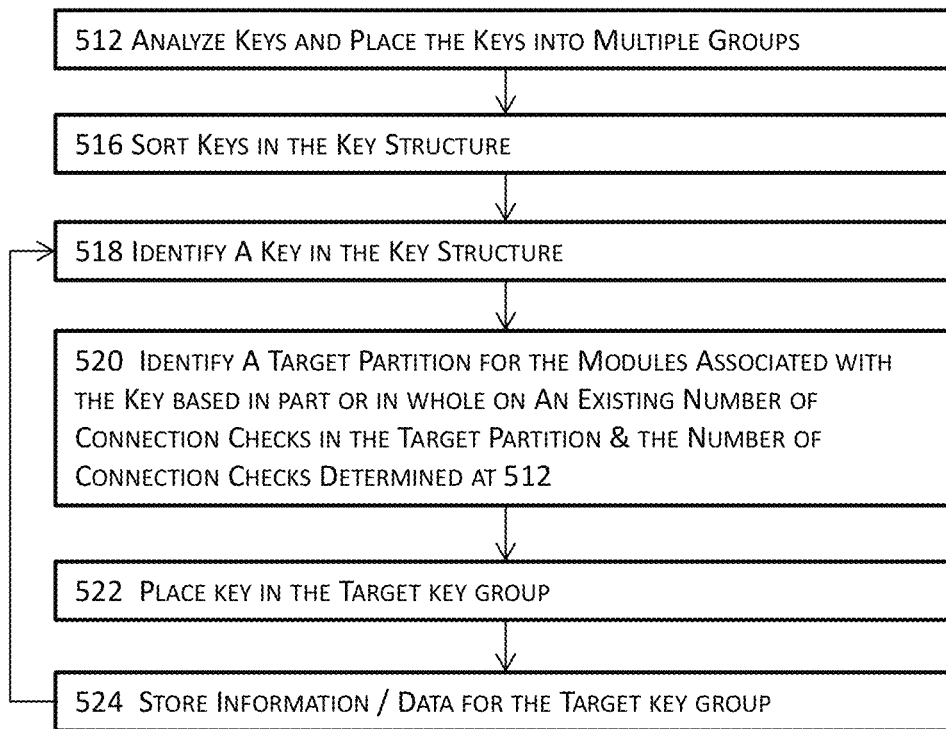 512 Analyze Keys and Place the Keys into Multiple Groups
516 Sort Keys in the Key Structure
518 Identify A Key in the Key Structure
520 Identify A Target Partition for the Modules Associated with
the Key based in part or in whole on An Existing Number of
Connection Checks in the Target Partition & the Number of
Connection Checks Determined at 512
522 Place key in the Target key group
524 Store Information / Data for the Target key group